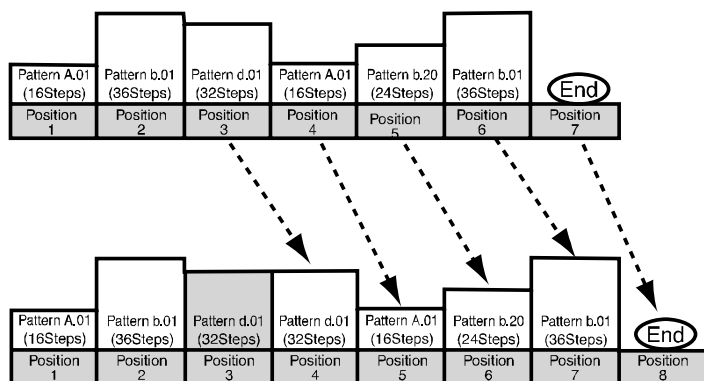 Pattern A.01 Pattern b.01 Pattern d.01 Pattern A.01 Pattern b.20 Pattern b.01 End
(16Steps) (36Steps) (32Steps) (16Steps) (24Steps) (36Steps)
Position Position Position Position Position Position Position
1 2 3 4 5 6 7
Pattern A.01 Pattern b.01 Pattern d.01 Pattern d.01 Pattern A.01 Pattern b.20 Pattern b.01 End
(16Steps) (36Steps) (32Steps) (32Steps) (16Steps) (24Steps) (36Steps)
Position Position Position Position Position Position Position Position
1 2 3 4 5 6 7 8